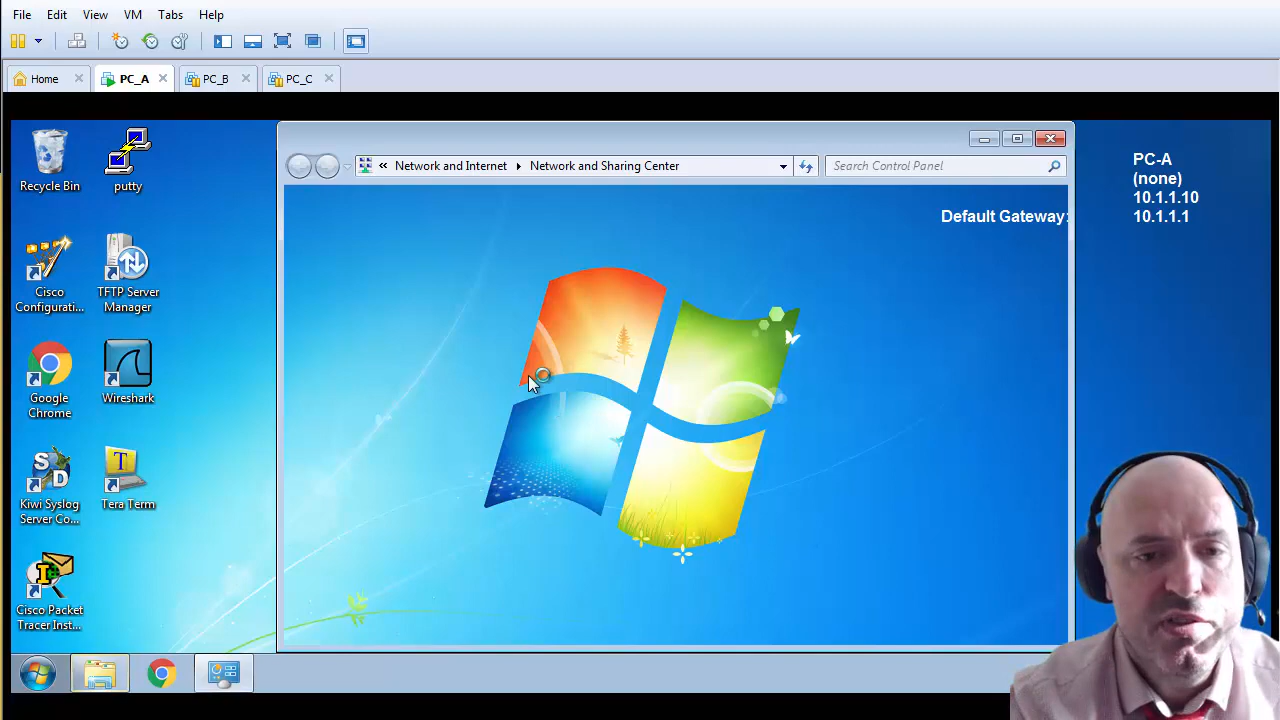 File Edit View VM Tabs Help
Home PC_A PC_B PC_C
Recycle Bin
putty
« Network and Internet ▸ Network and Sharing Center
Search Control Panel
PC-A
(none)
10.1.1.10
Default Gateway: 10.1.1.1
Cisco
Configurati...
TFTP Server
Manager
Google
Chrome
Wireshark
Kiwi Syslog
Server Co...
Tera Term
Cisco Packet
Tracer Inst...